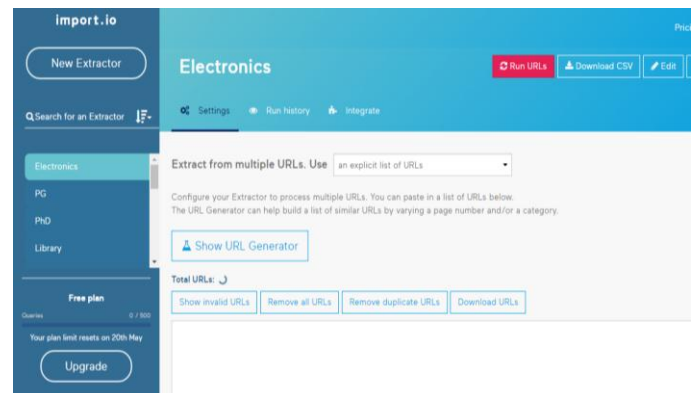 import.io
New Extractor
Search for an Extractor
Electronics
PG
PhD
Library
Free plan
Queries 0 / 500
Your plan limit resets on 20th May
Upgrade
Electronics
Run URLs
Download CSV
Edit
Settings Run history Integrate
Extract from multiple URLs. Use an explicit list of URLs
Configure your Extractor to process multiple URLs. You can paste in a list of URLs below.
The URL Generator can help build a list of similar URLs by varying a page number and/or a category.
Show URL Generator
Total URLs:
Show invalid URLs Remove all URLs Remove duplicate URLs Download URLs